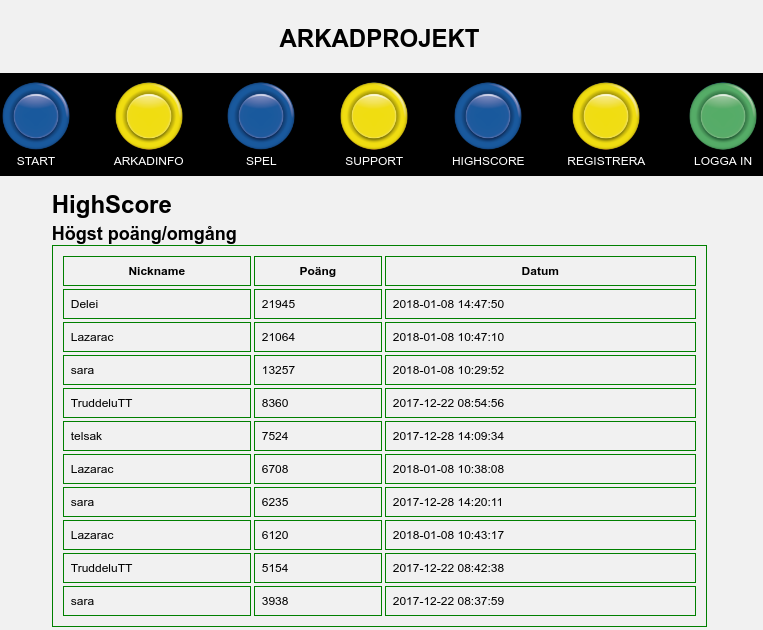 ARKADPROJEKT
START ARKADINFO SPEL SUPPORT HIGHSCORE REGISTRERA LOGGA IN
HighScore
Högst poäng/omgång
Nickname Poäng Datum
Delei 21945 2018-01-08 14:47:50
Lazarac 21064 2018-01-08 10:47:10
sara 13257 2018-01-08 10:29:52
TruddeluTT 8360 2017-12-22 08:54:56
telsak 7524 2017-12-28 14:09:34
Lazarac 6708 2018-01-08 10:38:08
sara 6235 2017-12-28 14:20:11
Lazarac 6120 2018-01-08 10:43:17
TruddeluTT 5154 2017-12-22 08:42:38
sara 3938 2017-12-22 08:37:59